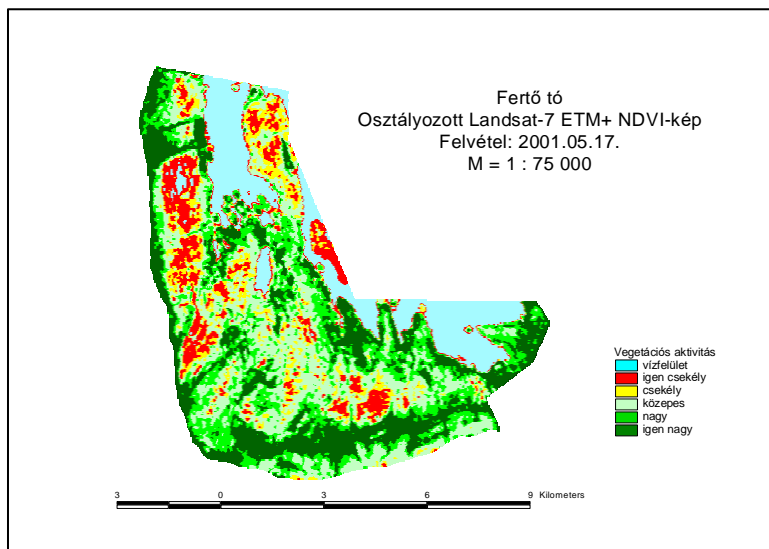 Fertő tó
Osztályozott Landsat-7 ETM+ NDVI-kép
Felvétel: 2001.05.17.
M = 1 : 75 000
Vegetációs aktivitás
vízfelület
igen csekély
csekély
közepes
nagy
igen nagy
3 0 3 6 9 Kilometers